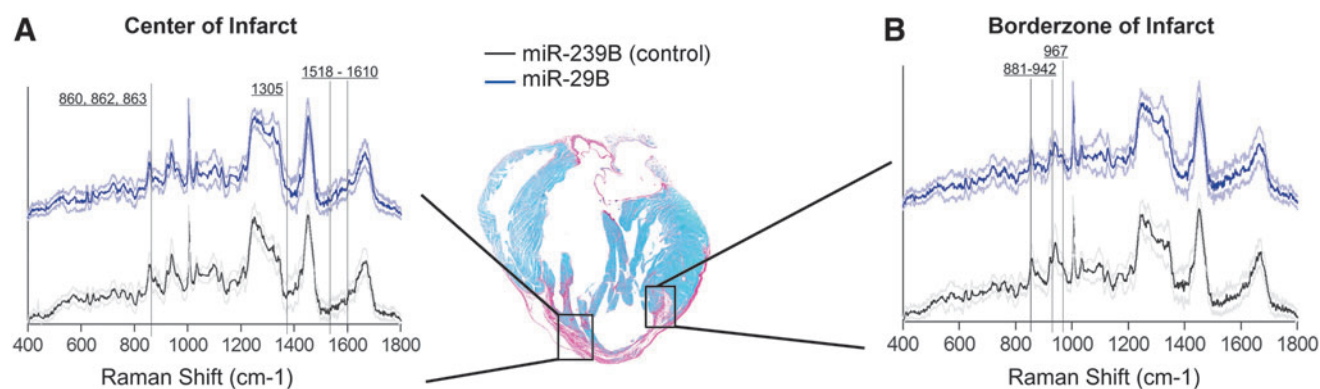 A
Center of Infarct
1518 - 1610
1305
860, 862, 863
400 600 800 1000 1200 1400 1600 1800
Raman Shift (cm-1)
miR-239B (control)
miR-29B
B
Borderzone of Infarct
967
881-942
400 600 800 1000 1200 1400 1600 1800
Raman Shift (cm-1)